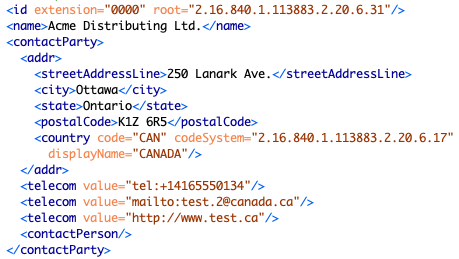 <id extension="0000" root="2.16.840.1.113883.2.20.6.31"/>
<name>Acme Distributing Ltd.</name>
<contactParty>
<addr>
<streetAddressLine>250 Lanark Ave.</streetAddressLine>
<city>Ottawa</city>
<state>Ontario</state>
<postalCode>K1Z 6R5</postalCode>
<country code="CAN" codeSystem="2.16.840.1.113883.2.20.6.17"
displayName="CANADA"/>
</addr>
<telecom value="tel:+14165550134"/>
<telecom value="mailto:test.2@canada.ca"/>
<telecom value="http://www.test.ca"/>
<contactPerson/>
</contactParty>